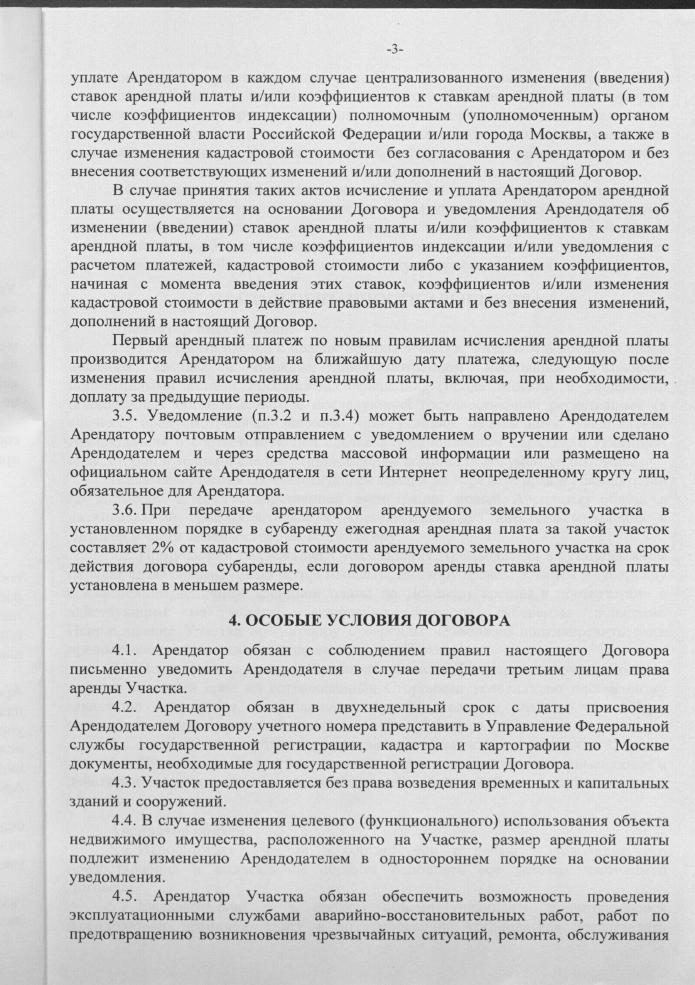 -3-
уплате Арендатором в каждом случае централизованного изменения (введения)
ставок арендной платы и/или коэффициентов к ставкам арендной платы (в том
числе коэффициентов индексации) полномочным (уполномоченным) органом
государственной власти Российской Федерации и/или города Москвы, а также в
случае изменения кадастровой стоимости без согласования с Арендатором и без
внесения соответствующих изменений и/или дополнений в настоящий Договор.
В случае принятия таких актов исчисление и уплата Арендатором арендной
платы осуществляется на основании Договора и уведомления Арендодателя об
изменении (введении) ставок арендной платы и/или коэффициентов к ставкам
арендной платы, в том числе коэффициентов индексации и/или уведомления с
расчетом платежей, кадастровой стоимости либо с указанием коэффициентов,
начиная с момента введения этих ставок, коэффициентов и/или изменения
кадастровой стоимости в действие правовыми актами и без внесения изменений,
дополнений в настоящий Договор.
Первый арендный платеж по новым правилам исчисления арендной платы
производится Арендатором на ближайшую дату платежа, следующую после
изменения правил исчисления арендной платы, включая, при необходимости,
доплату за предыдущие периоды.
3.5. Уведомление (п.3.2 и п.3.4) может быть направлено Арендодателем
Арендатору почтовым отправлением с уведомлением о вручении или сделано
Арендодателем и через средства массовой информации или размещено на
официальном сайте Арендодателя в сети Интернет неопределенному кругу лиц,
обязательное для Арендатора.
3.6. При передаче арендатором арендуемого земельного участка в
установленном порядке в субаренду ежегодная арендная плата за такой участок
составляет 2% от кадастровой стоимости арендуемого земельного участка на срок
действия договора субаренды, если договором аренды ставка арендной платы
установлена в меньшем размере.
4. ОСОБЫЕ УСЛОВИЯ ДОГОВОРА
4.1. Арендатор обязан с соблюдением правил настоящего Договора
письменно уведомить Арендодателя в случае передачи третьим лицам права
аренды Участка.
4.2. Арендатор обязан в двухнедельный срок с даты присвоения
Арендодателем Договору учетного номера представить в Управление Федеральной
службы государственной регистрации, кадастра и картографии по Москве
документы, необходимые для государственной регистрации Договора.
4.3. Участок предоставляется без права возведения временных и капитальных
зданий и сооружений.
4.4. В случае изменения целевого (функционального) использования объекта
недвижимого имущества, расположенного на Участке, размер арендной платы
подлежит изменению Арендодателем в одностороннем порядке на основании
уведомления.
4.5. Арендатор Участка обязан обеспечить возможность проведения
эксплуатационными службами аварийно-восстановительных работ, работ по
предотвращению возникновения чрезвычайных ситуаций, ремонта, обслуживания